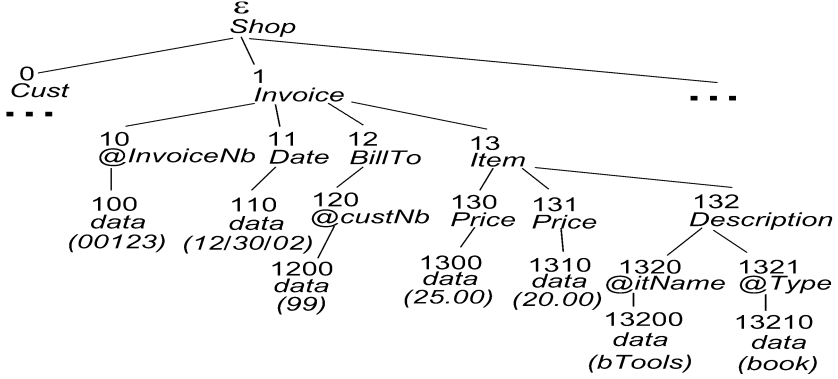 ε
Shop
0
Cust
...
1
Invoice
...
10
@InvoiceNb
11
Date
12
BillTo
13
Item
100
data
(00123)
110
data
(12/30/02)
120
@custNb
130
Price
131
Price
132
Description
1200
data
(99)
1300
data
(25.00)
1310
data
(20.00)
1320
@itName
1321
@Type
13200
data
(bTools)
13210
data
(book)